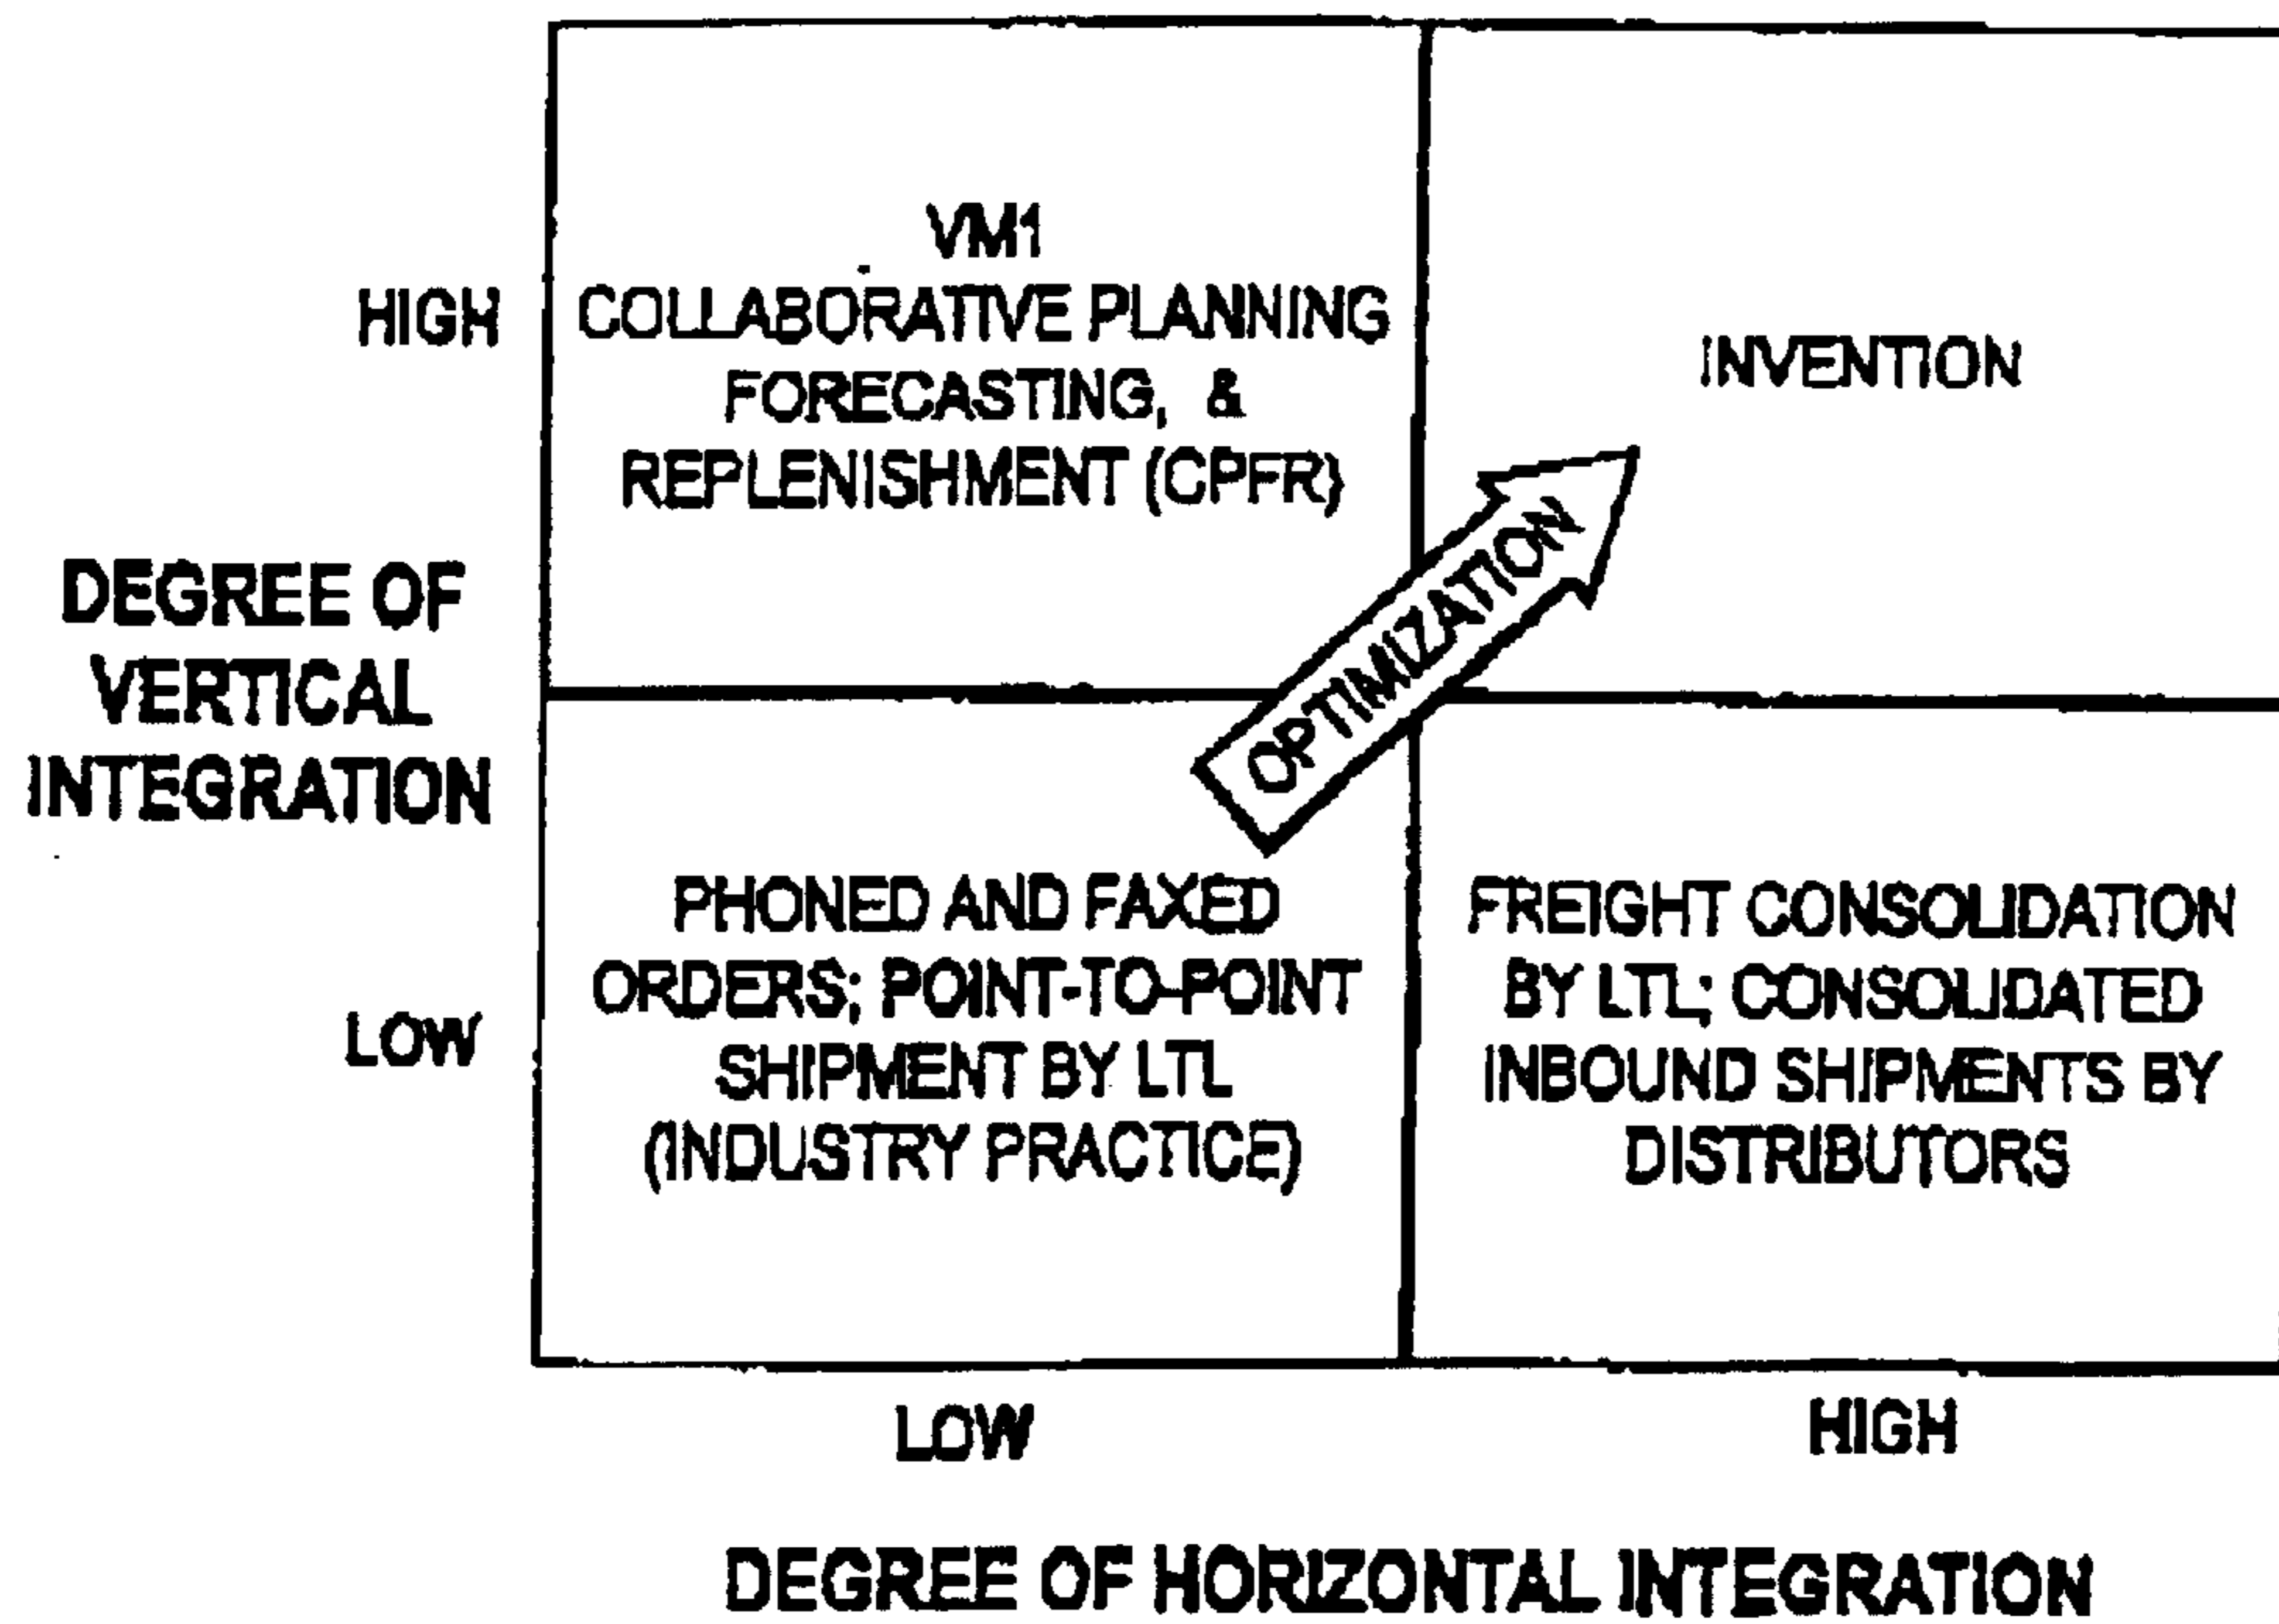 VM1
COLLABORATIVE PLANNING
FORECASTING, &
REPLENISHMENT (CPFR)
HIGH
INVENTION
OPTIMIZATION
DEGREE OF
VERTICAL
INTEGRATION
PHONED AND FAXED
ORDERS; POINT-TO-POINT
SHIPMENT BY LTL
(INDUSTRY PRACTICE)
LOW
FREIGHT CONSOLIDATION
BY LTL; CONSOLIDATED
INBOUND SHIPMENTS BY
DISTRIBUTORS
LOW
HIGH
DEGREE OF HORIZONTAL INTEGRATION